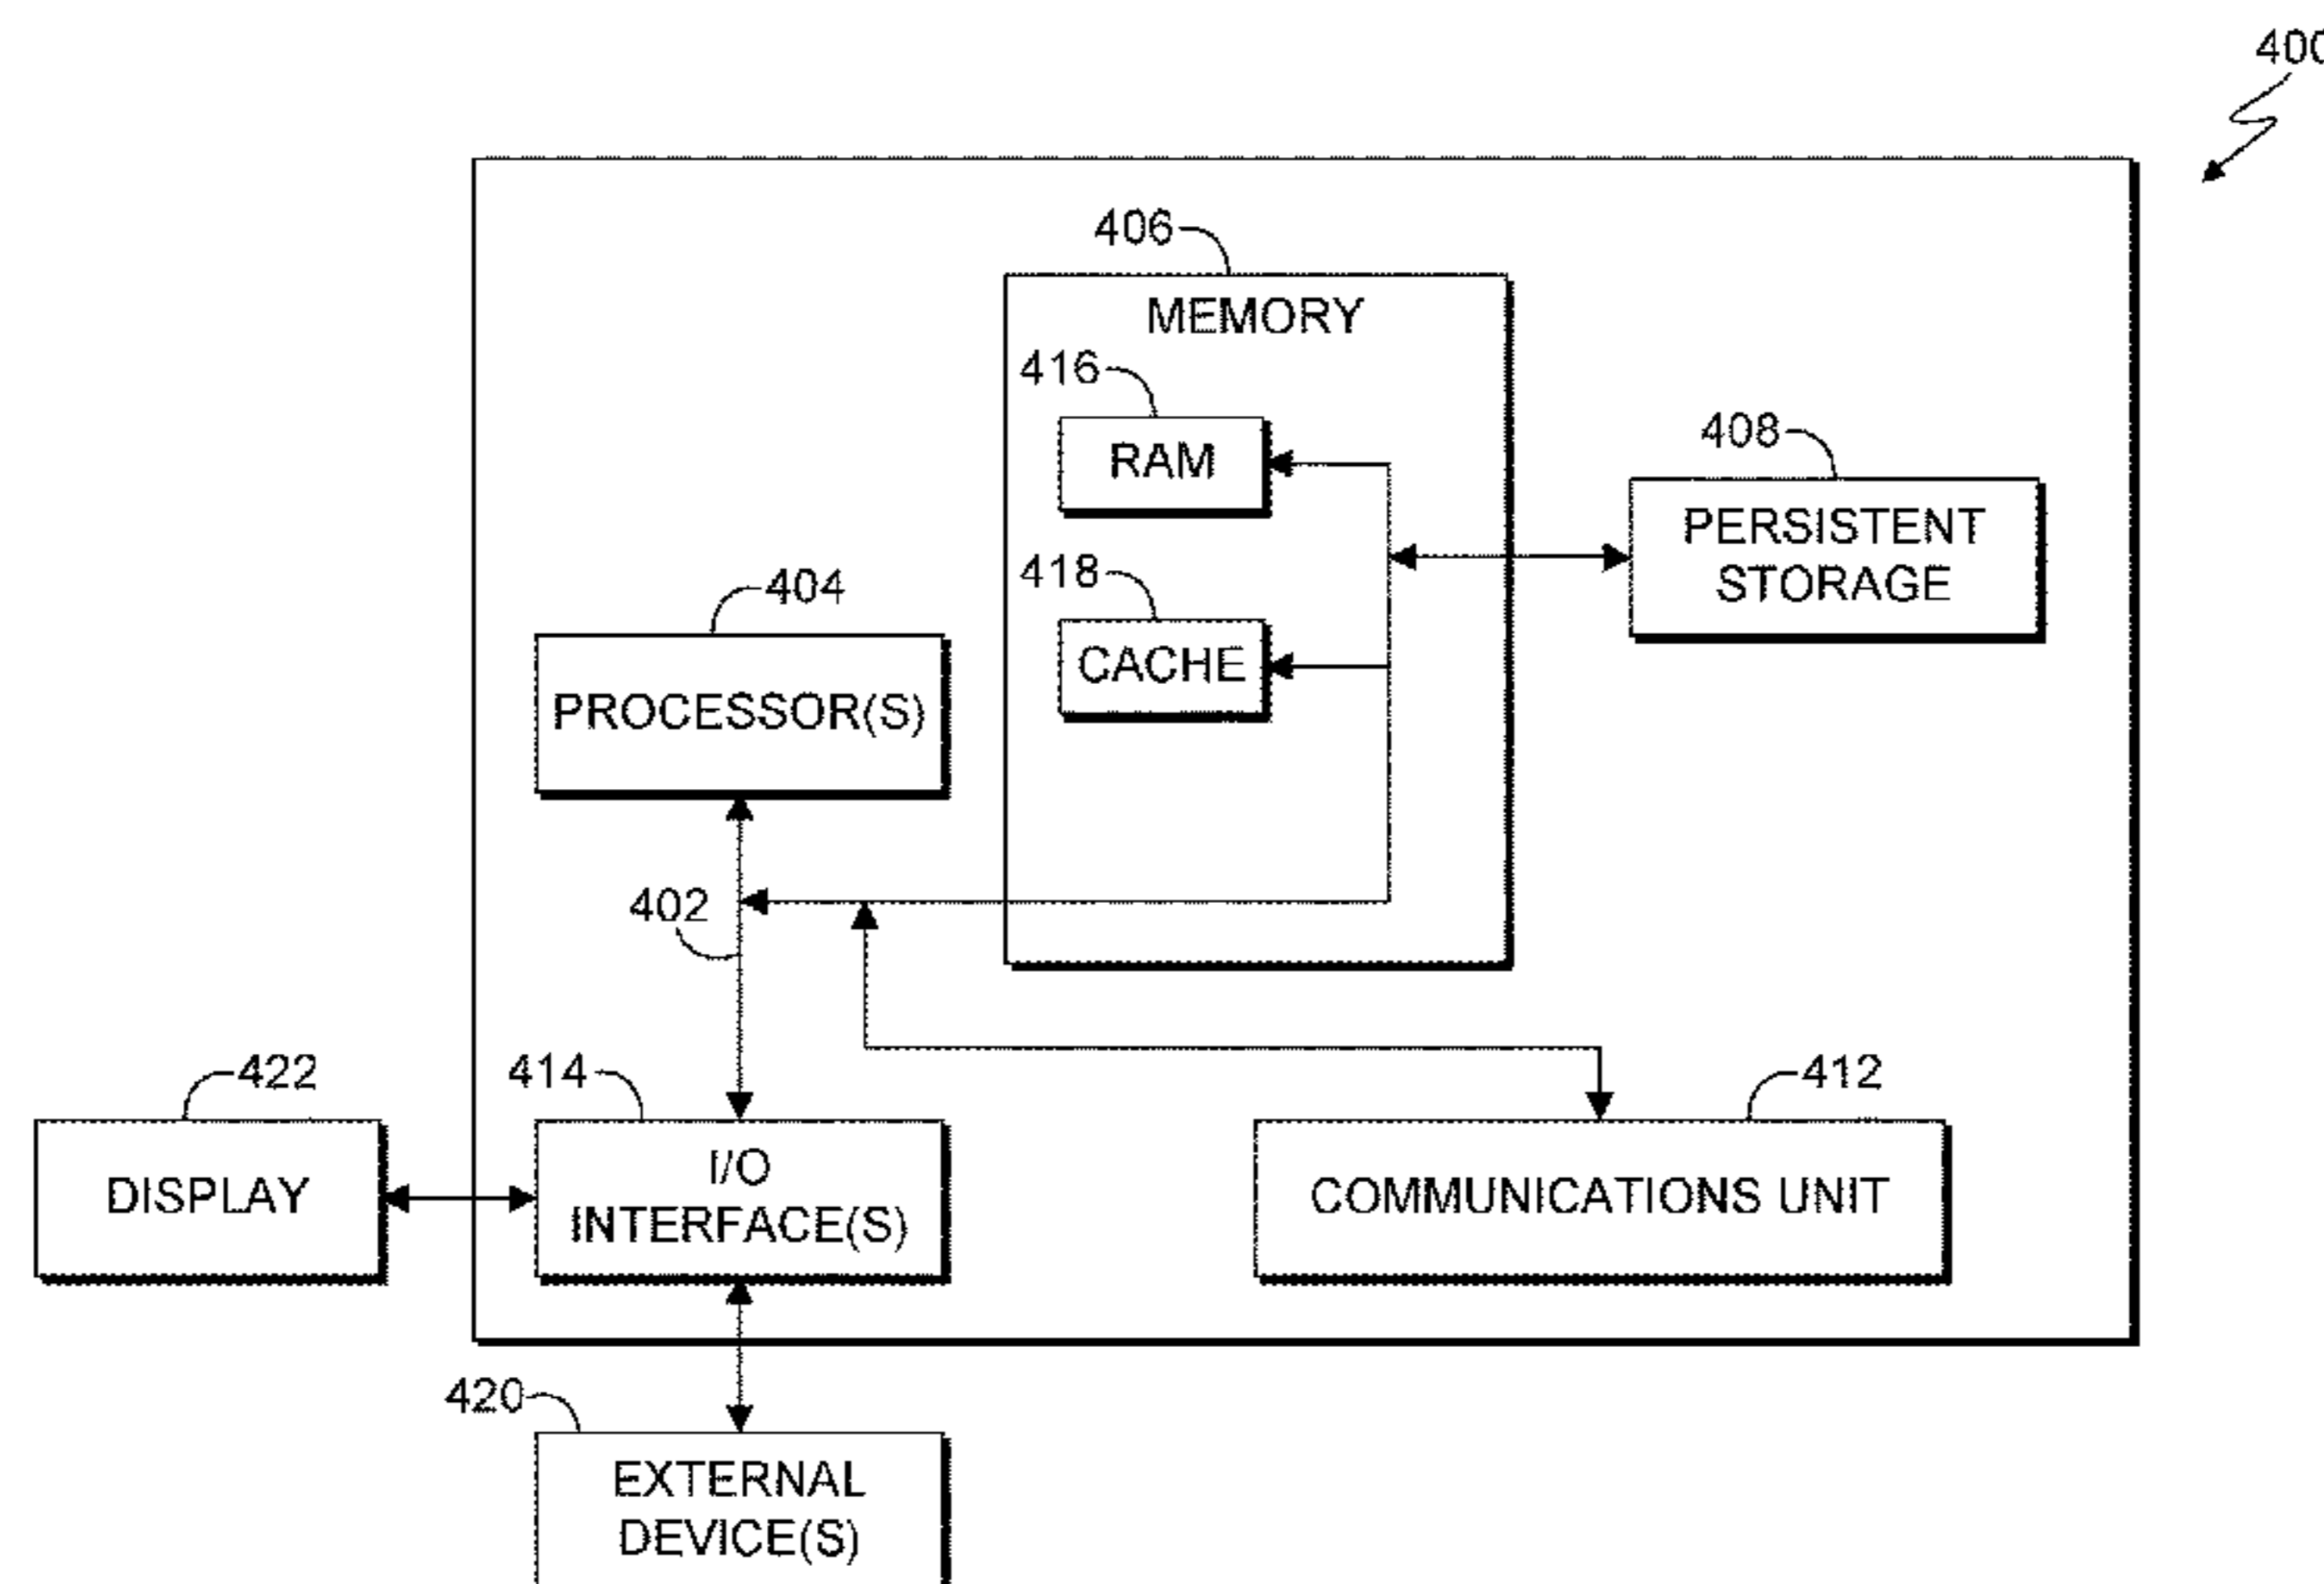 400
406
MEMORY
416
RAM
408
PERSISTENT
STORAGE
418
CACHE
404
PROCESSOR(S)
402
422
DISPLAY
414
I/O
INTERFACE(S)
412
COMMUNICATIONS UNIT
420
EXTERNAL
DEVICE(S)